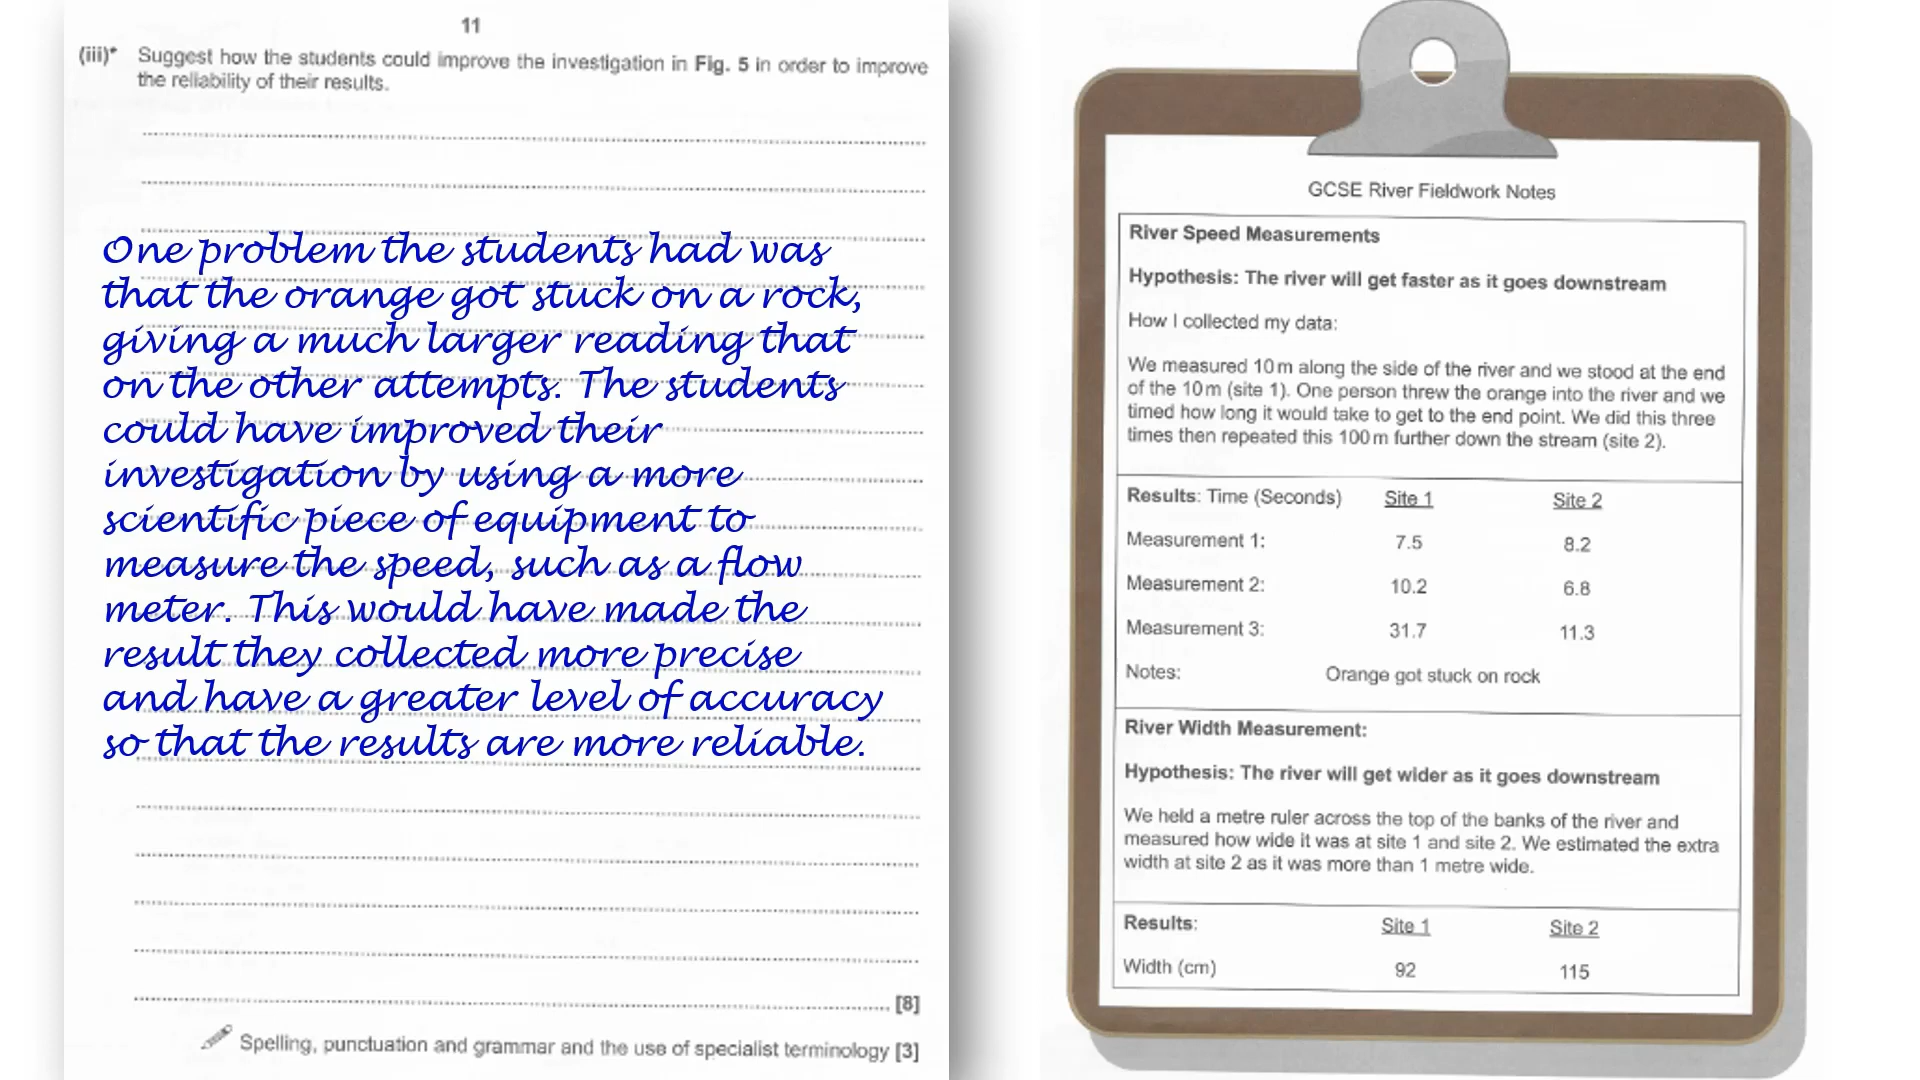 11
(iii)* Suggest how the students could improve the investigation in Fig. 5 in order to improve
the reliability of their results.
One problem the students had was
that the orange got stuck on a rock,
giving a much larger reading that
on the other attempts. The students
could have improved their
investigation by using a more
scientific piece of equipment to
measure the speed, such as a flow
meter. This would have made the
result they collected more precise
and have a greater level of accuracy
so that the results are more reliable.
[8]
Spelling, punctuation and grammar and the use of specialist terminology [3]
GCSE River Fieldwork Notes
River Speed Measurements
Hypothesis: The river will get faster as it goes downstream
How I collected my data:
We measured 10 m along the side of the river and we stood at the end
of the 10 m (site 1). One person threw the orange into the river and we
timed how long it would take to get to the end point. We did this three
times then repeated this 100 m further down the stream (site 2).
Results: Time (Seconds) Site 1 Site 2
Measurement 1: 7.5 8.2
Measurement 2: 10.2 6.8
Measurement 3: 31.7 11.3
Notes: Orange got stuck on rock
River Width Measurement:
Hypothesis: The river will get wider as it goes downstream
We held a metre ruler across the top of the banks of the river and
measured how wide it was at site 1 and site 2. We estimated the extra
width at site 2 as it was more than 1 metre wide.
Results: Site 1 Site 2
Width (cm) 92 115